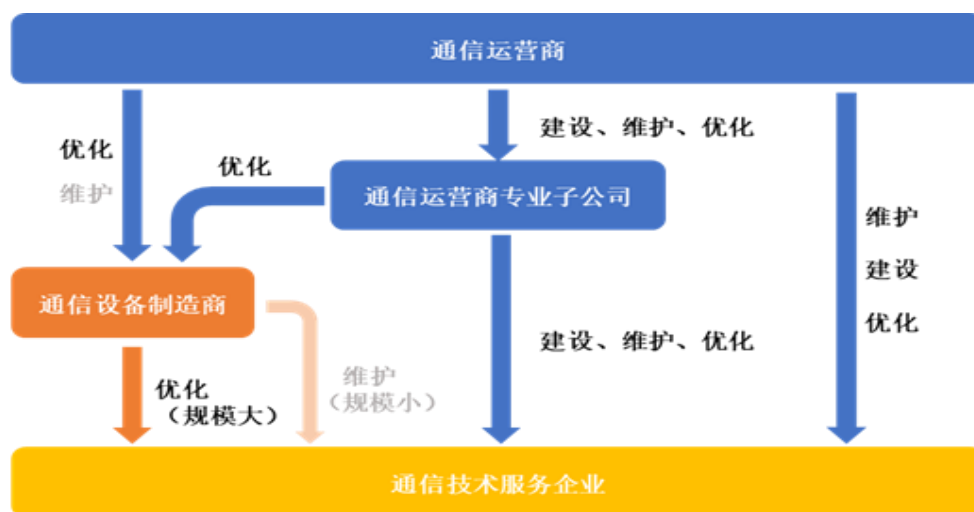 通信运营商
建设、维护、优化
优化
维护
优化
通信运营商专业子公司
维护
建设
优化
通信设备制造商
建设、维护、优化
优化
（规模大）
维护
（规模小）
通信技术服务企业